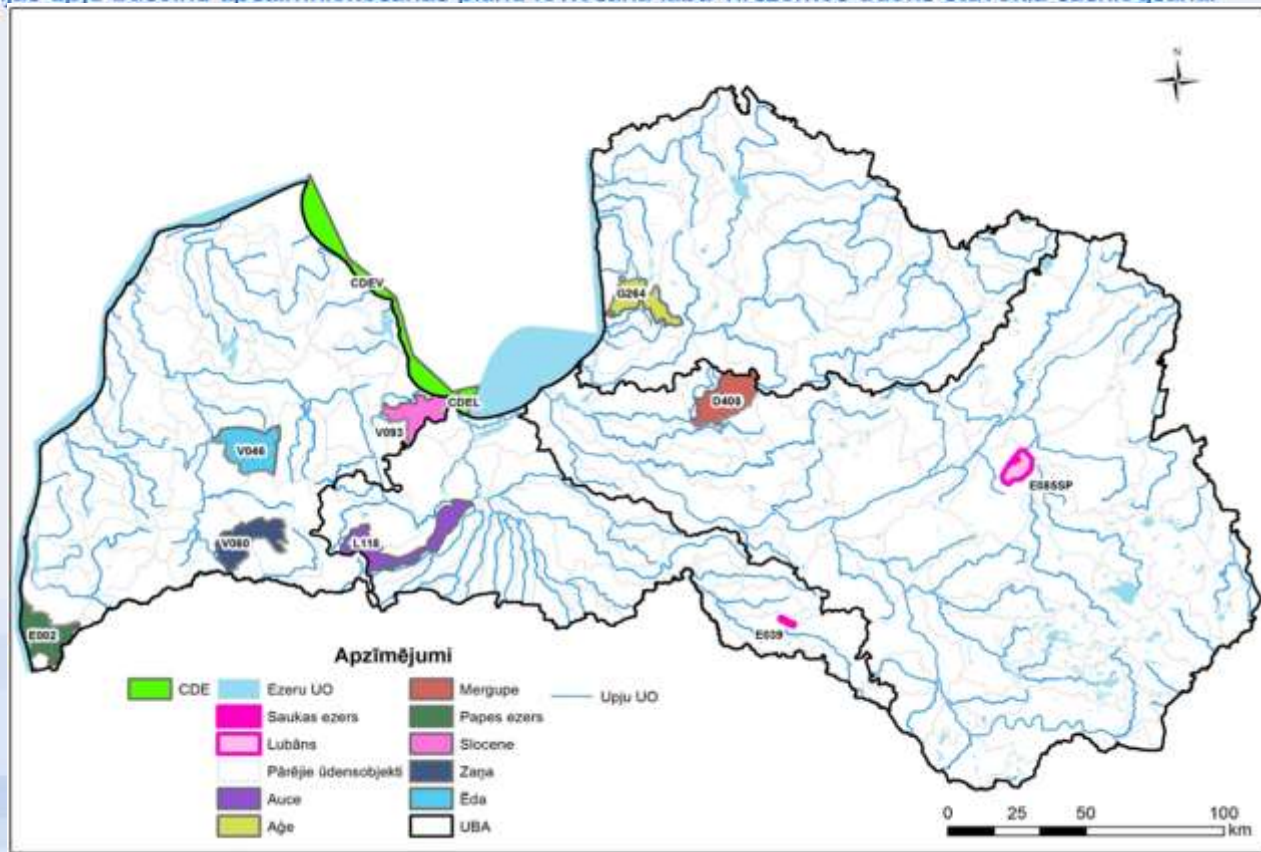 N
CDEV
G264
CDEL
D408
V093
V046
E085SP
V080
L118
E002
E039
Apzīmējumi
CDE
Ezeru UO
Mergupe
Upju UO
Saukas ezers
Papes ezers
Lubāns
Slocene
Pārējie ūdensobjekti
Zaņa
Auce
Ēda
Aģe
UBA
0 25 50 100
km